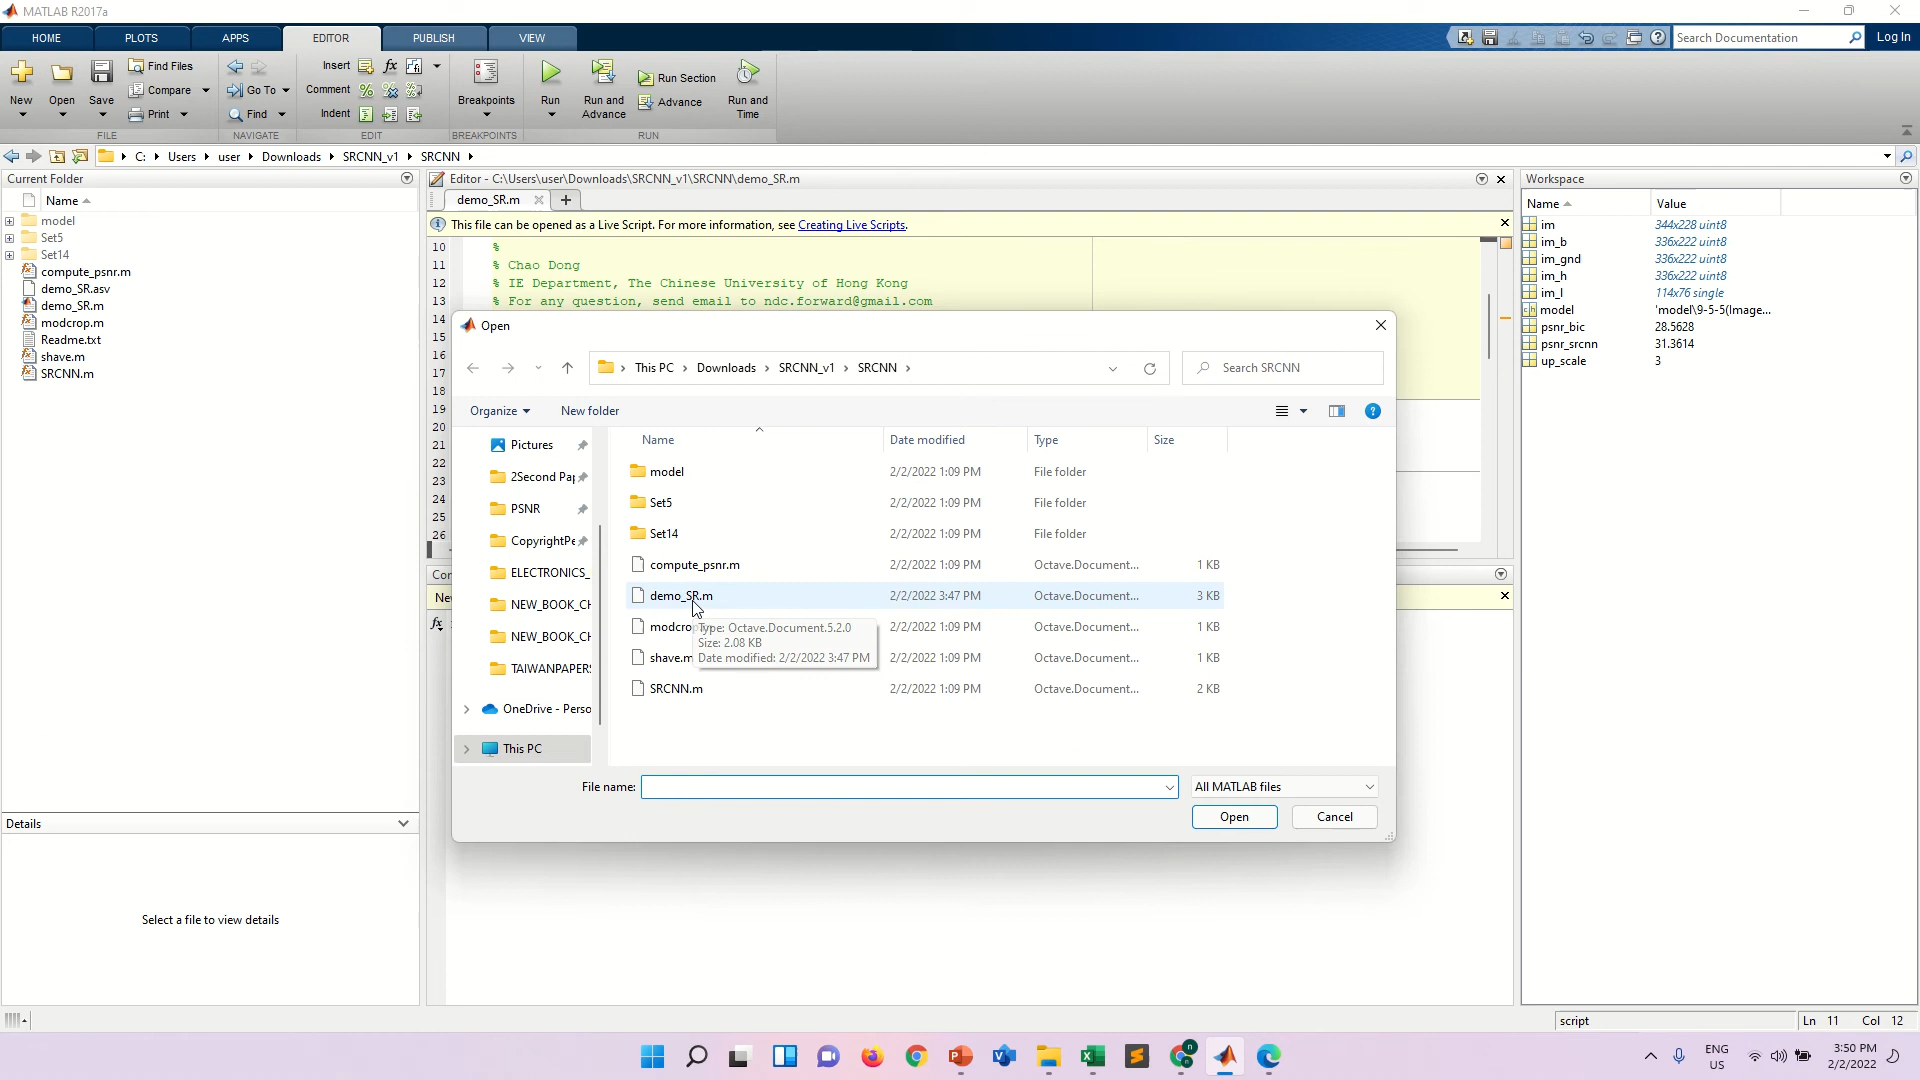 MATLAB R2017a
HOME PLOTS APPS EDITOR PUBLISH VIEW
Search Documentation Log In
New Open Save Find Files Compare Print
Go To Find
Insert fx Comment Indent
Breakpoints
Run Run and Advance Run Section Advance Run and Time
FILE NAVIGATE EDIT BREAKPOINTS RUN
C: Users user Downloads SRCNN_v1 SRCNN
Current Folder
Name
model
Set5
Set14
compute_psnr.m
demo_SR.asv
demo_SR.m
modcrop.m
Readme.txt
shave.m
SRCNN.m
Details
Select a file to view details
Editor - C:\Users\user\Downloads\SRCNN_v1\SRCNN\demo_SR.m
demo_SR.m
This file can be opened as a Live Script. For more information, see Creating Live Scripts.
10 %
11 % Chao Dong
12 % IE Department, The Chinese University of Hong Kong
13 % For any question, send email to ndc.forward@gmail.com
14
15
16
17
18
19
20
21
22
23
24
25
26
Con
Nev
fx
Open
This PC Downloads SRCNN_v1 SRCNN
Search SRCNN
Organize New folder
Pictures
2Second Pap
PSNR
CopyrightPe
ELECTRONICS_
NEW_BOOK_CH
NEW_BOOK_CH
TAIWANPAPERS
OneDrive - Perso
This PC
Name Date modified Type Size
model 2/2/2022 1:09 PM File folder
Set5 2/2/2022 1:09 PM File folder
Set14 2/2/2022 1:09 PM File folder
compute_psnr.m 2/2/2022 1:09 PM Octave.Document... 1 KB
demo_SR.m 2/2/2022 3:47 PM Octave.Document... 3 KB
modcro 2/2/2022 1:09 PM Octave.Document... 1 KB
shave.m 2/2/2022 1:09 PM Octave.Document... 1 KB
SRCNN.m 2/2/2022 1:09 PM Octave.Document... 2 KB
Type: Octave.Document.5.2.0
Size: 2.08 KB
Date modified: 2/2/2022 3:47 PM
File name: All MATLAB files
Open Cancel
Workspace
Name Value
im 344x228 uint8
im_b 336x222 uint8
im_gnd 336x222 uint8
im_h 336x222 uint8
im_l 114x76 single
model 'model\9-5-5(Image...
psnr_bic 28.5628
psnr_srcnn 31.3614
up_scale 3
script Ln 11 Col 12
ENG
US
3:50 PM
2/2/2022